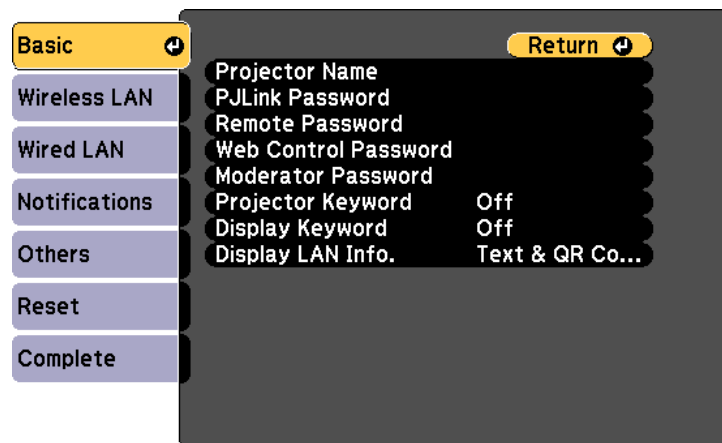 Basic
Wireless LAN
Wired LAN
Notifications
Others
Reset
Complete
Return
Projector Name
PJLink Password
Remote Password
Web Control Password
Moderator Password
Projector Keyword Off
Display Keyword Off
Display LAN Info. Text & QR Co...